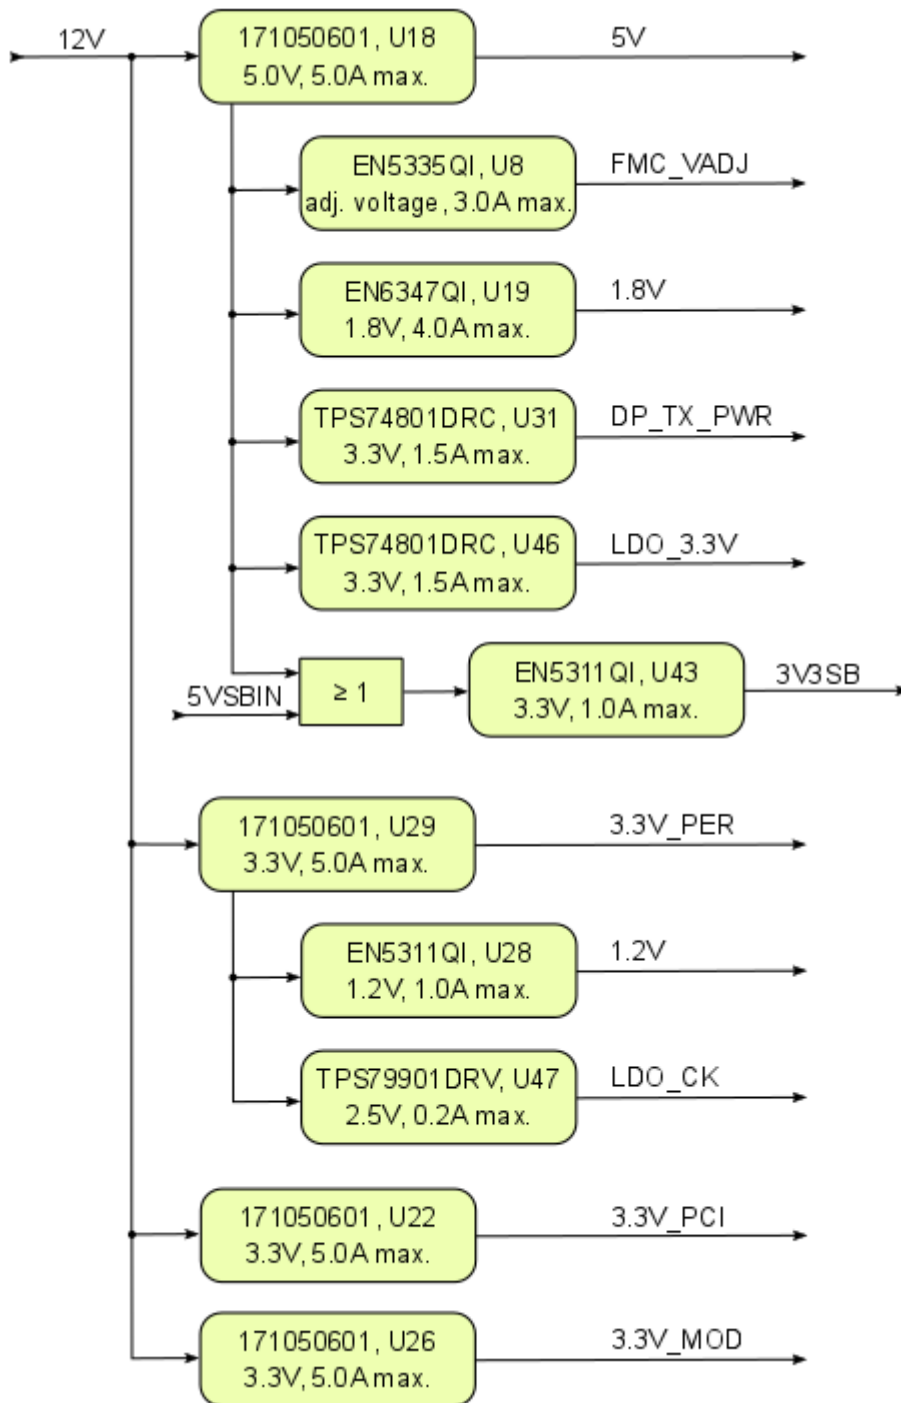 12V
171050601, U18
5.0V, 5.0A max.
5V
EN5335QI, U8
adj. voltage, 3.0A max.
FMC_VADJ
EN6347QI, U19
1.8V, 4.0A max.
1.8V
TPS74801DRC, U31
3.3V, 1.5A max.
DP_TX_PWR
TPS74801DRC, U46
3.3V, 1.5A max.
LDO_3.3V
5VSBIN
≥ 1
EN5311QI, U43
3.3V, 1.0A max.
3V3SB
171050601, U29
3.3V, 5.0A max.
3.3V_PER
EN5311QI, U28
1.2V, 1.0A max.
1.2V
TPS79901DRV, U47
2.5V, 0.2A max.
LDO_CK
171050601, U22
3.3V, 5.0A max.
3.3V_PCI
171050601, U26
3.3V, 5.0A max.
3.3V_MOD